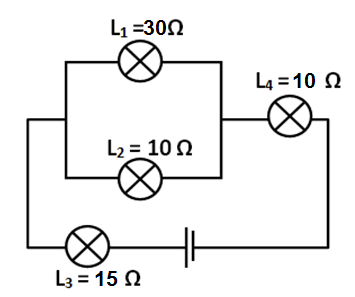 L₁ =30Ω
L₄ = 10 Ω
L₂ = 10 Ω
L₃ = 15 Ω